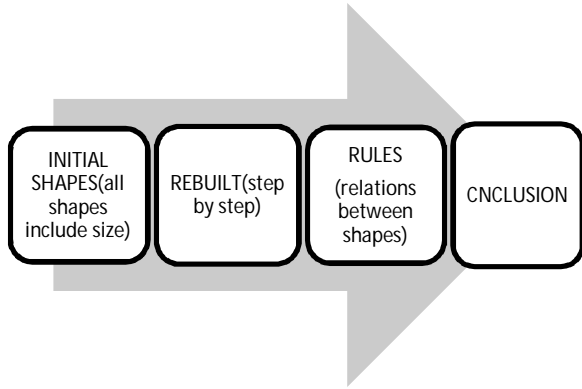 INITIAL
SHAPES(all
shapes
include size)
REBUILT(step
by step)
RULES
(relations
between
shapes)
CNCLUSION